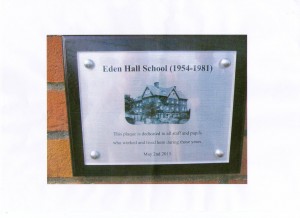 Eden Hall School (1954-1981)
This plaque is dedicated to all staff and pupils
who worked and lived here during those years.
May 2nd 2015